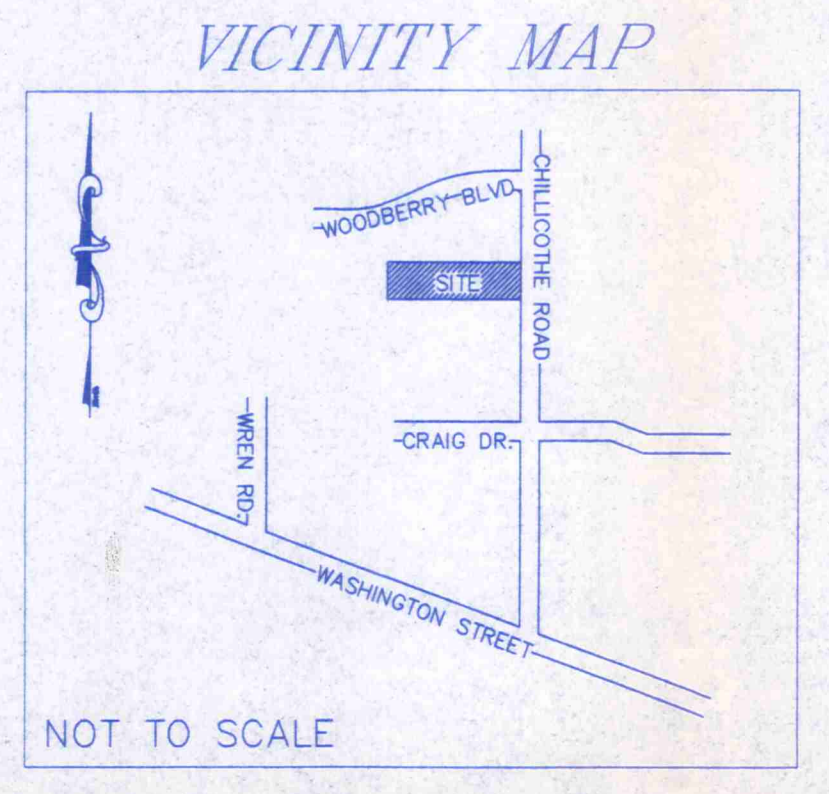 VICINITY MAP
WOODBERRY BLVD.
CHILLICOTHE ROAD
SITE
WREN RD.
CRAIG DR.
WASHINGTON STREET
NOT TO SCALE